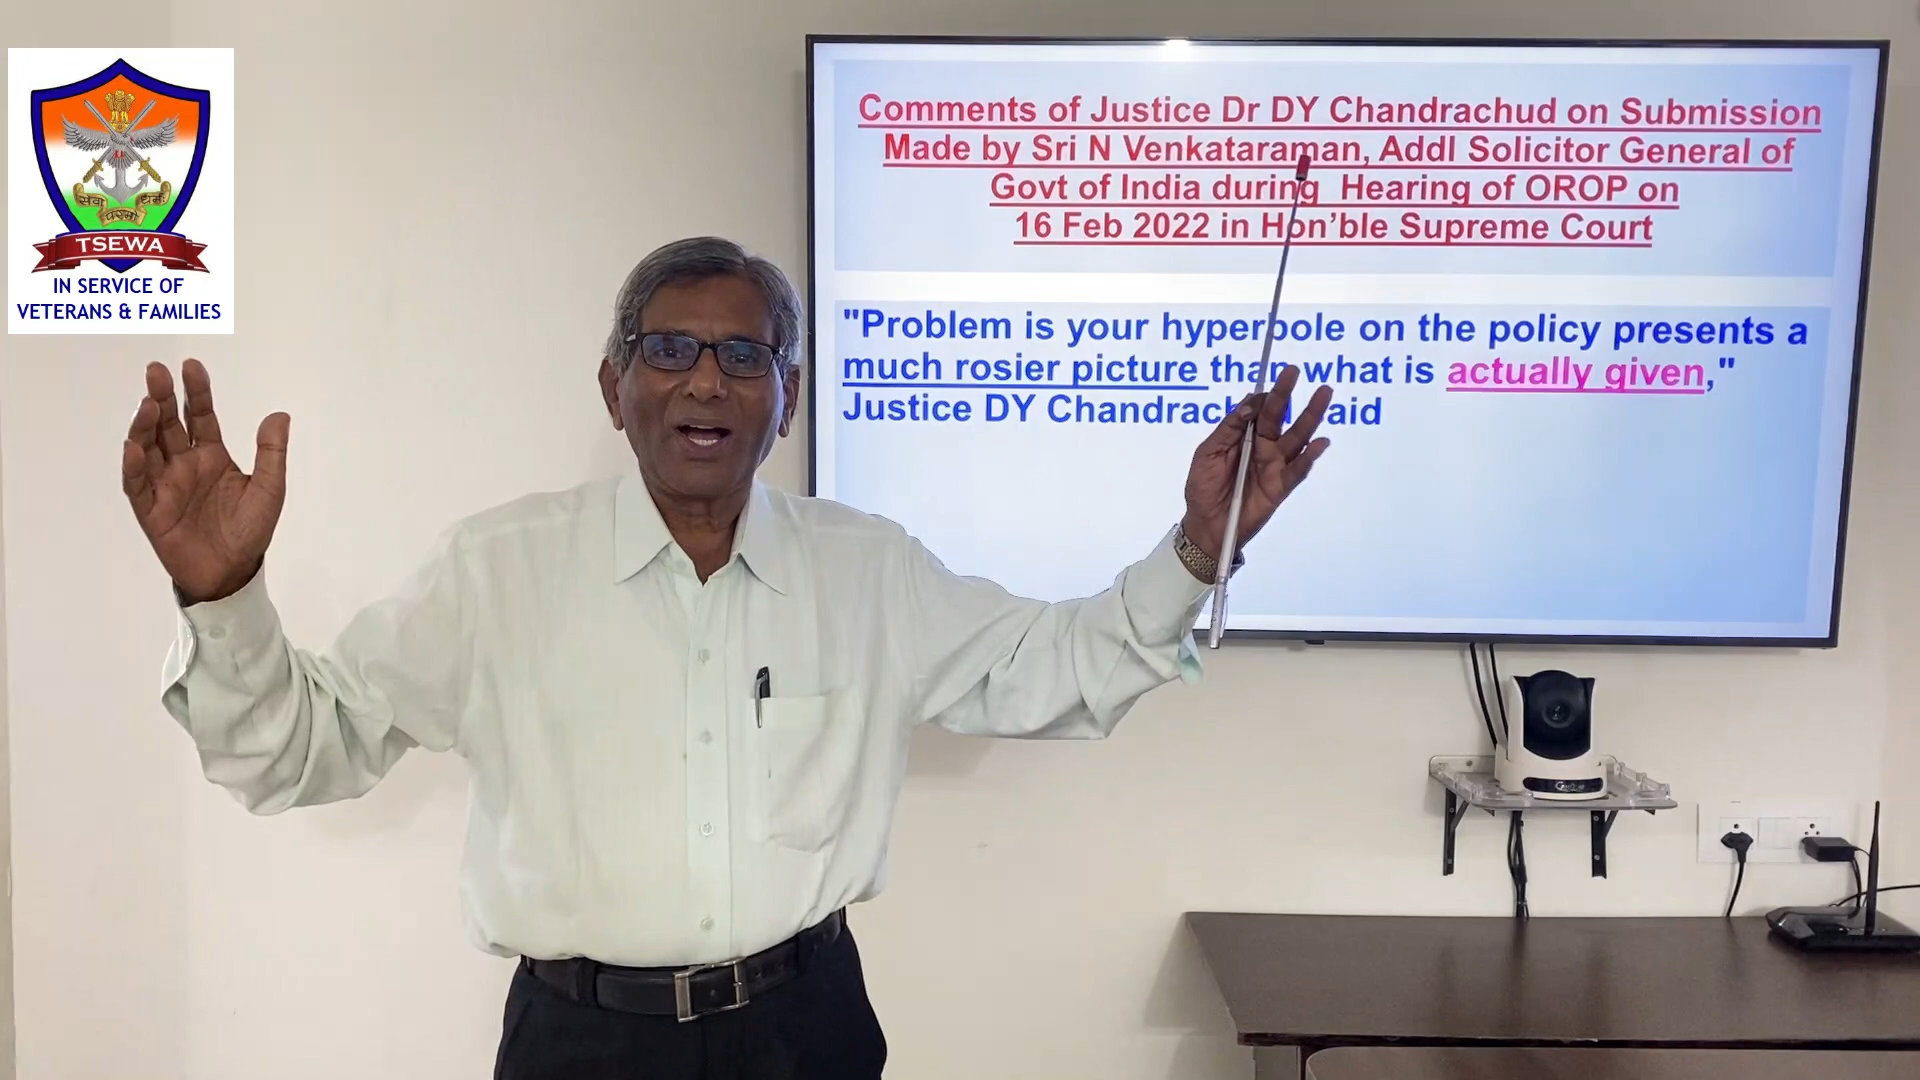 सेवा परमो धर्मः
TSEWA
IN SERVICE OF
VETERANS & FAMILIES
Comments of Justice Dr DY Chandrachud on Submission
Made by Sri N Venkataraman, Addl Solicitor General of
Govt of India during Hearing of OROP on
16 Feb 2022 in Hon’ble Supreme Court
"Problem is your hyperbole on the policy presents a
much rosier picture than what is actually given,"
Justice DY Chandrachud said